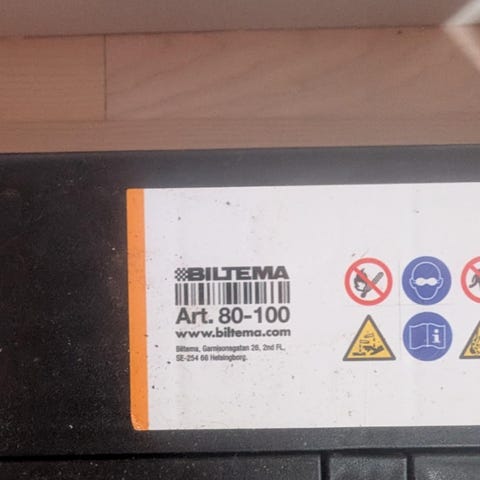 BILTEMA
Art. 80-100
www.biltema.com
Biltema, Garnisonsgatan 26, 2nd FL,
SE-254 66 Helsingborg.